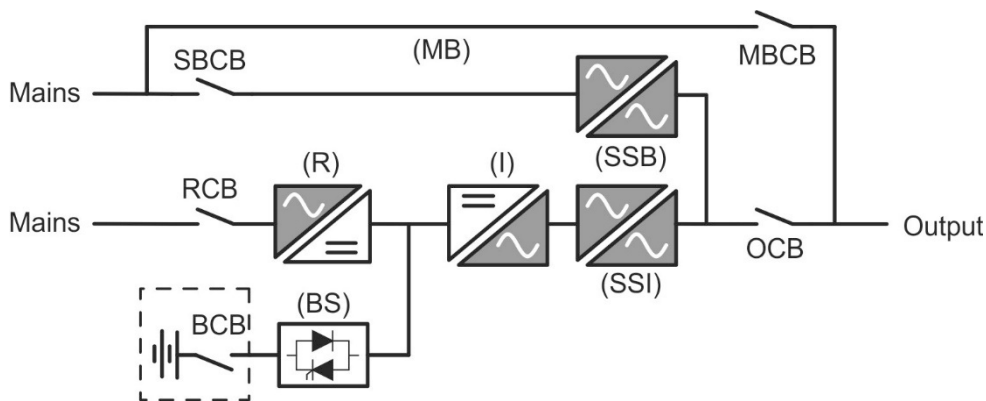 (MB)
MBCB
SBCB
Mains
(SSB)
(R)
(I)
RCB
Mains
Output
OCB
(SSI)
(BS)
BCB